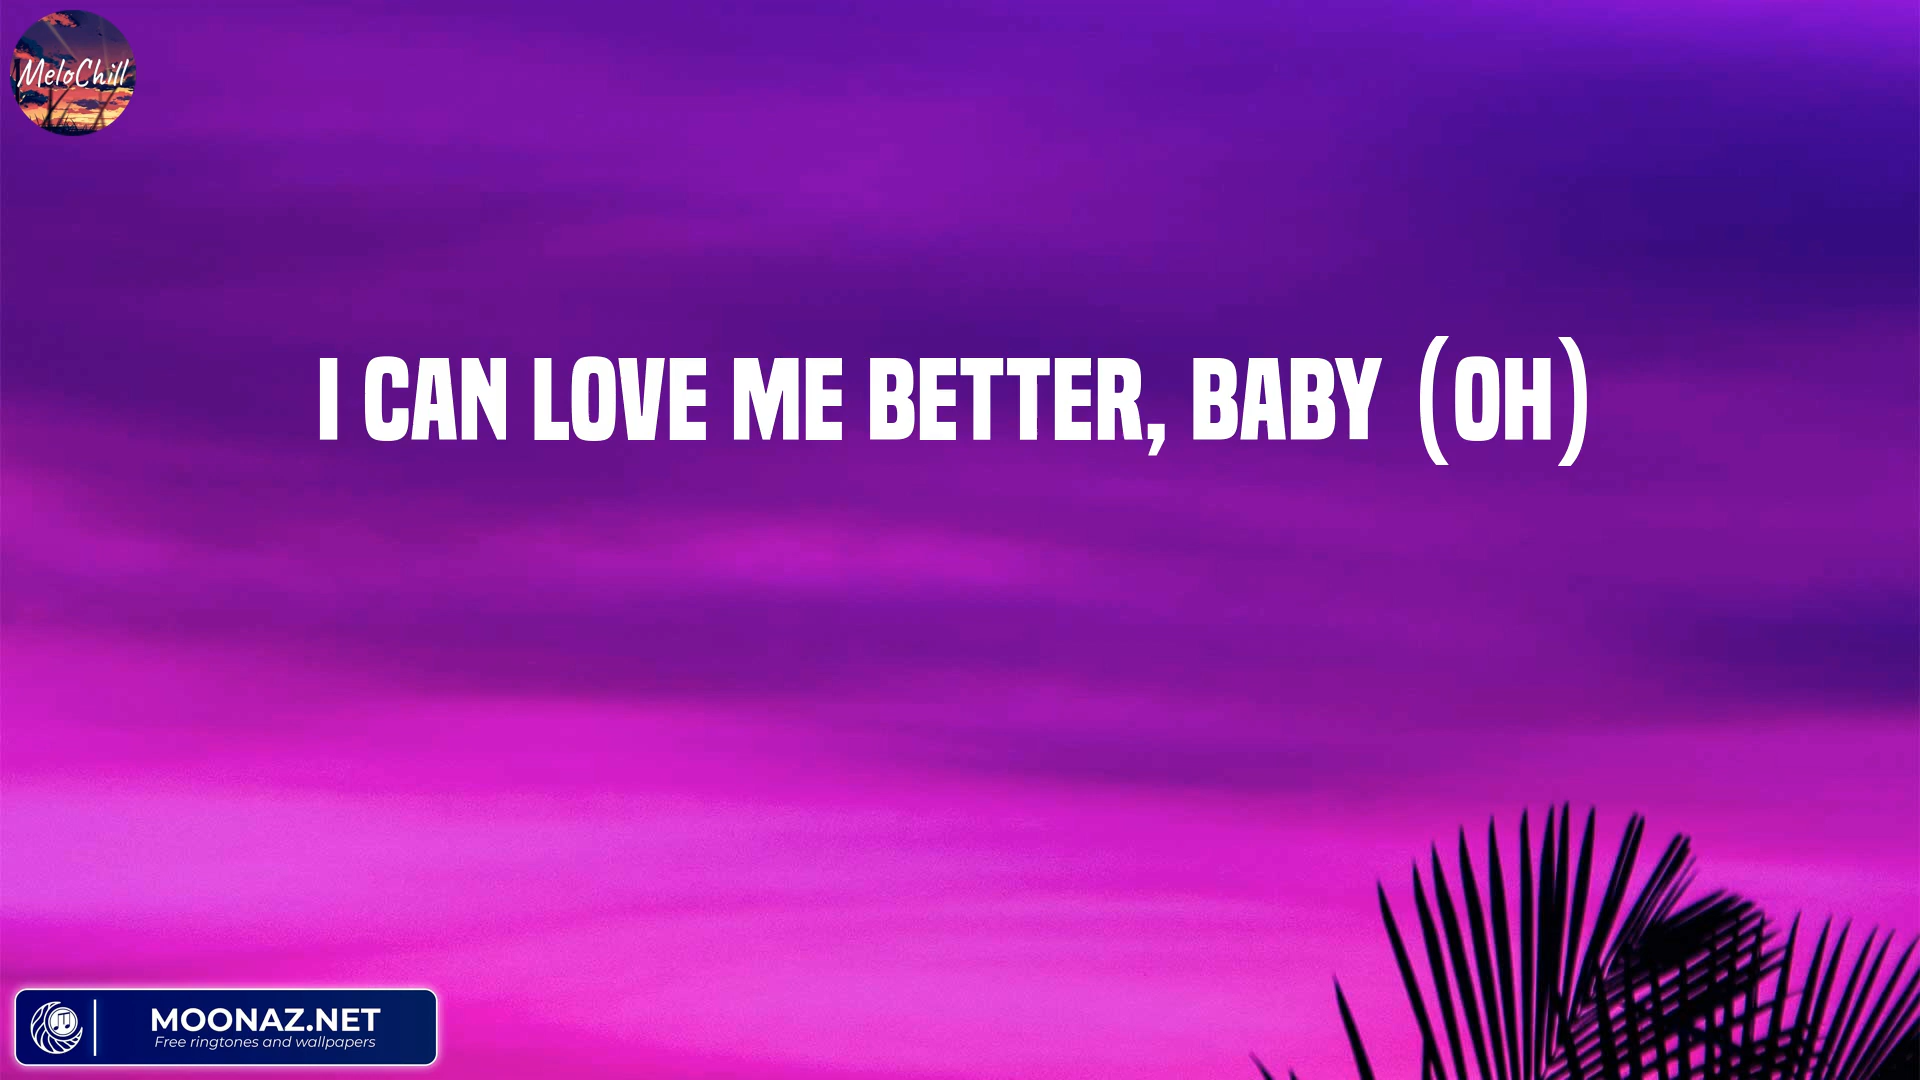 MeloChill
I CAN LOVE ME BETTER, BABY (OH)
MOONAZ.NET
Free ringtones and wallpapers